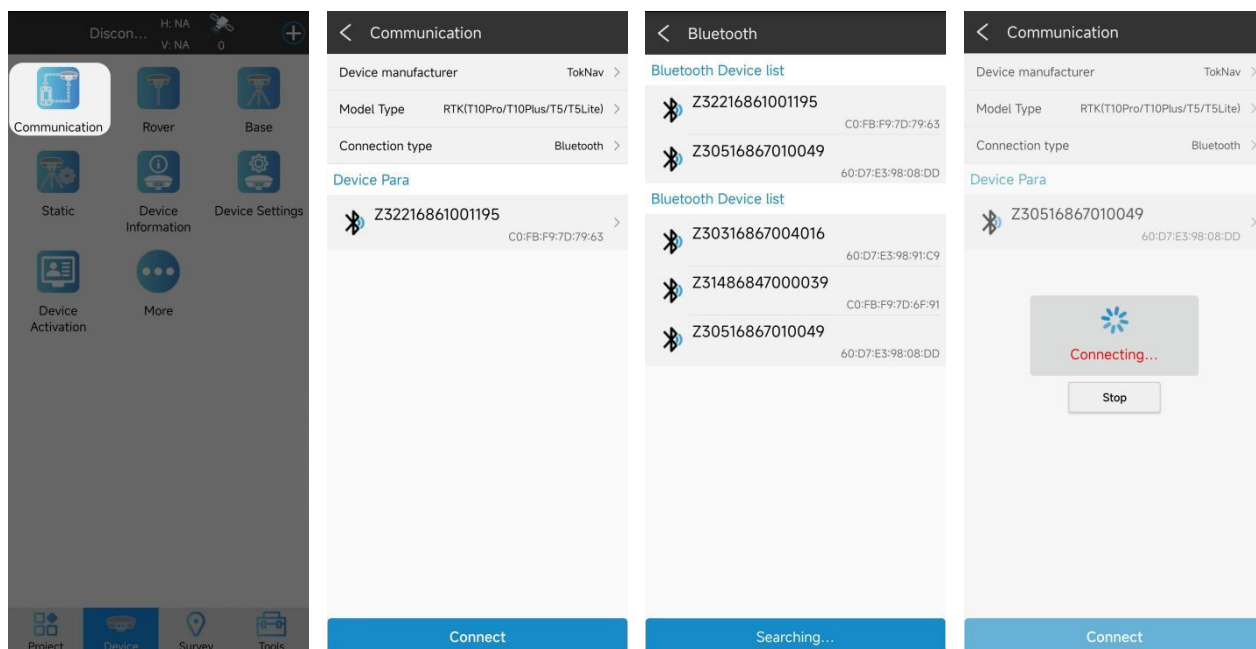 Discon...
H: NA
V: NA
0
Communication
Rover
Base
Static
Device
Information
Device Settings
Device
Activation
More
Project
Device
Survey
Tools
Communication
Device manufacturer TokNav
Model Type RTK(T10Pro/T10Plus/T5/T5Lite)
Connection type Bluetooth
Device Para
Z32216861001195
C0:FB:F9:7D:79:63
Connect
Bluetooth
Bluetooth Device list
Z32216861001195
C0:FB:F9:7D:79:63
Z30516867010049
60:D7:E3:98:08:DD
Bluetooth Device list
Z30316867004016
60:D7:E3:98:91:C9
Z31486847000039
C0:FB:F9:7D:6F:91
Z30516867010049
60:D7:E3:98:08:DD
Searching...
Communication
Device manufacturer TokNav
Model Type RTK(T10Pro/T10Plus/T5/T5Lite)
Connection type Bluetooth
Device Para
Z30516867010049
60:D7:E3:98:08:DD
Connecting...
Stop
Connect